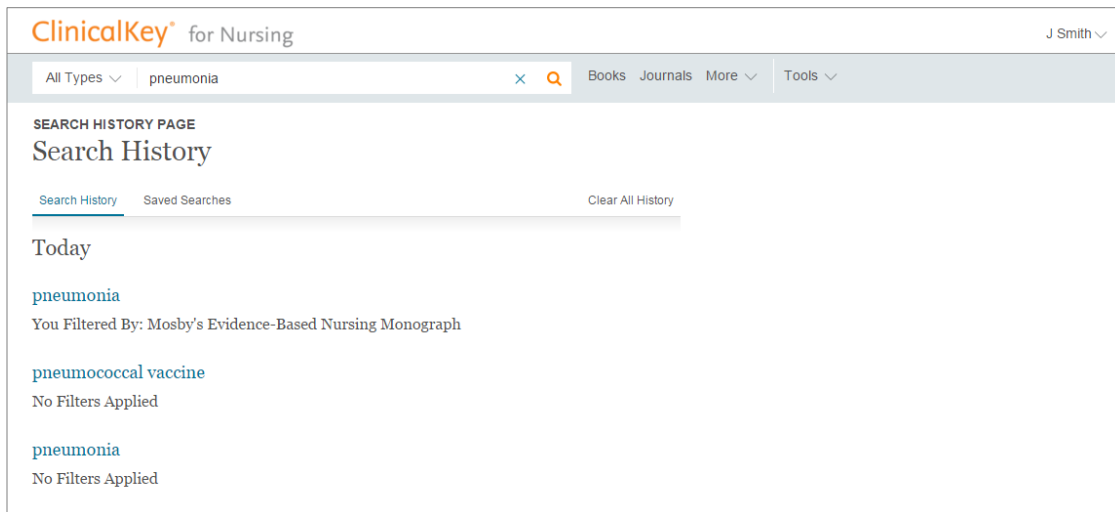 ClinicalKey® for Nursing
J Smith
All Types pneumonia × Books Journals More Tools
SEARCH HISTORY PAGE
Search History
Search History Saved Searches Clear All History
Today
pneumonia
You Filtered By: Mosby's Evidence-Based Nursing Monograph
pneumococcal vaccine
No Filters Applied
pneumonia
No Filters Applied